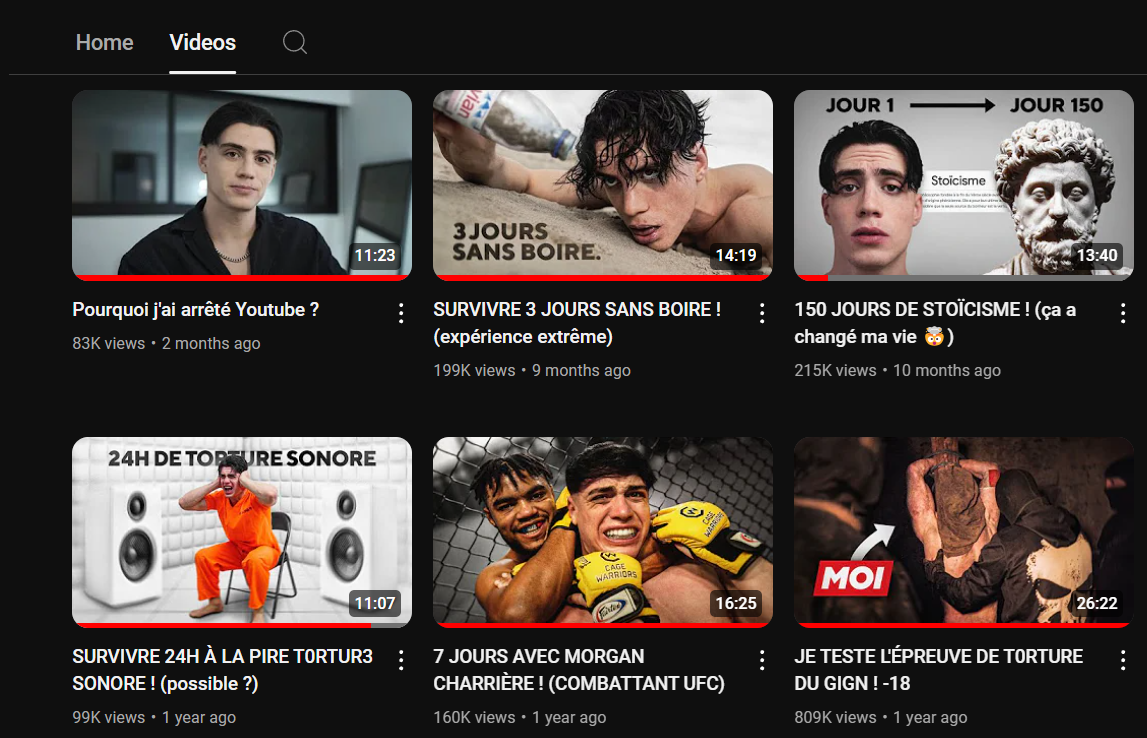 Home
Videos
11:23
Pourquoi j'ai arrêté Youtube ?
83K views • 2 months ago
evian
3 JOURS
SANS BOIRE.
14:19
SURVIVRE 3 JOURS SANS BOIRE !
(expérience extrême)
199K views • 9 months ago
JOUR 1
JOUR 150
Stoïcisme
13:40
150 JOURS DE STOÏCISME ! (ça a
changé ma vie 🤯 )
215K views • 10 months ago
24H DE TORTURE SONORE
11:07
SURVIVRE 24H À LA PIRE T0RTUR3
SONORE ! (possible ?)
99K views • 1 year ago
CAGE
WARRIORS
CAGE
WARRIORS
Fairtex
16:25
7 JOURS AVEC MORGAN
CHARRIÈRE ! (COMBATTANT UFC)
160K views • 1 year ago
MOI
26:22
JE TESTE L'ÉPREUVE DE T0RTURE
DU GIGN ! -18
809K views • 1 year ago